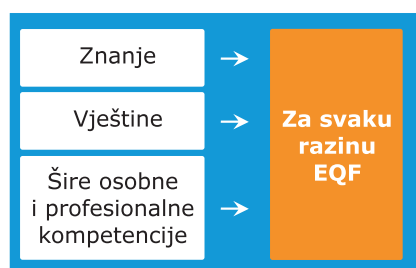 Znanje
Vještine
Šire osobne
i profesionalne
kompetencije
Za svaku
razinu
EQF